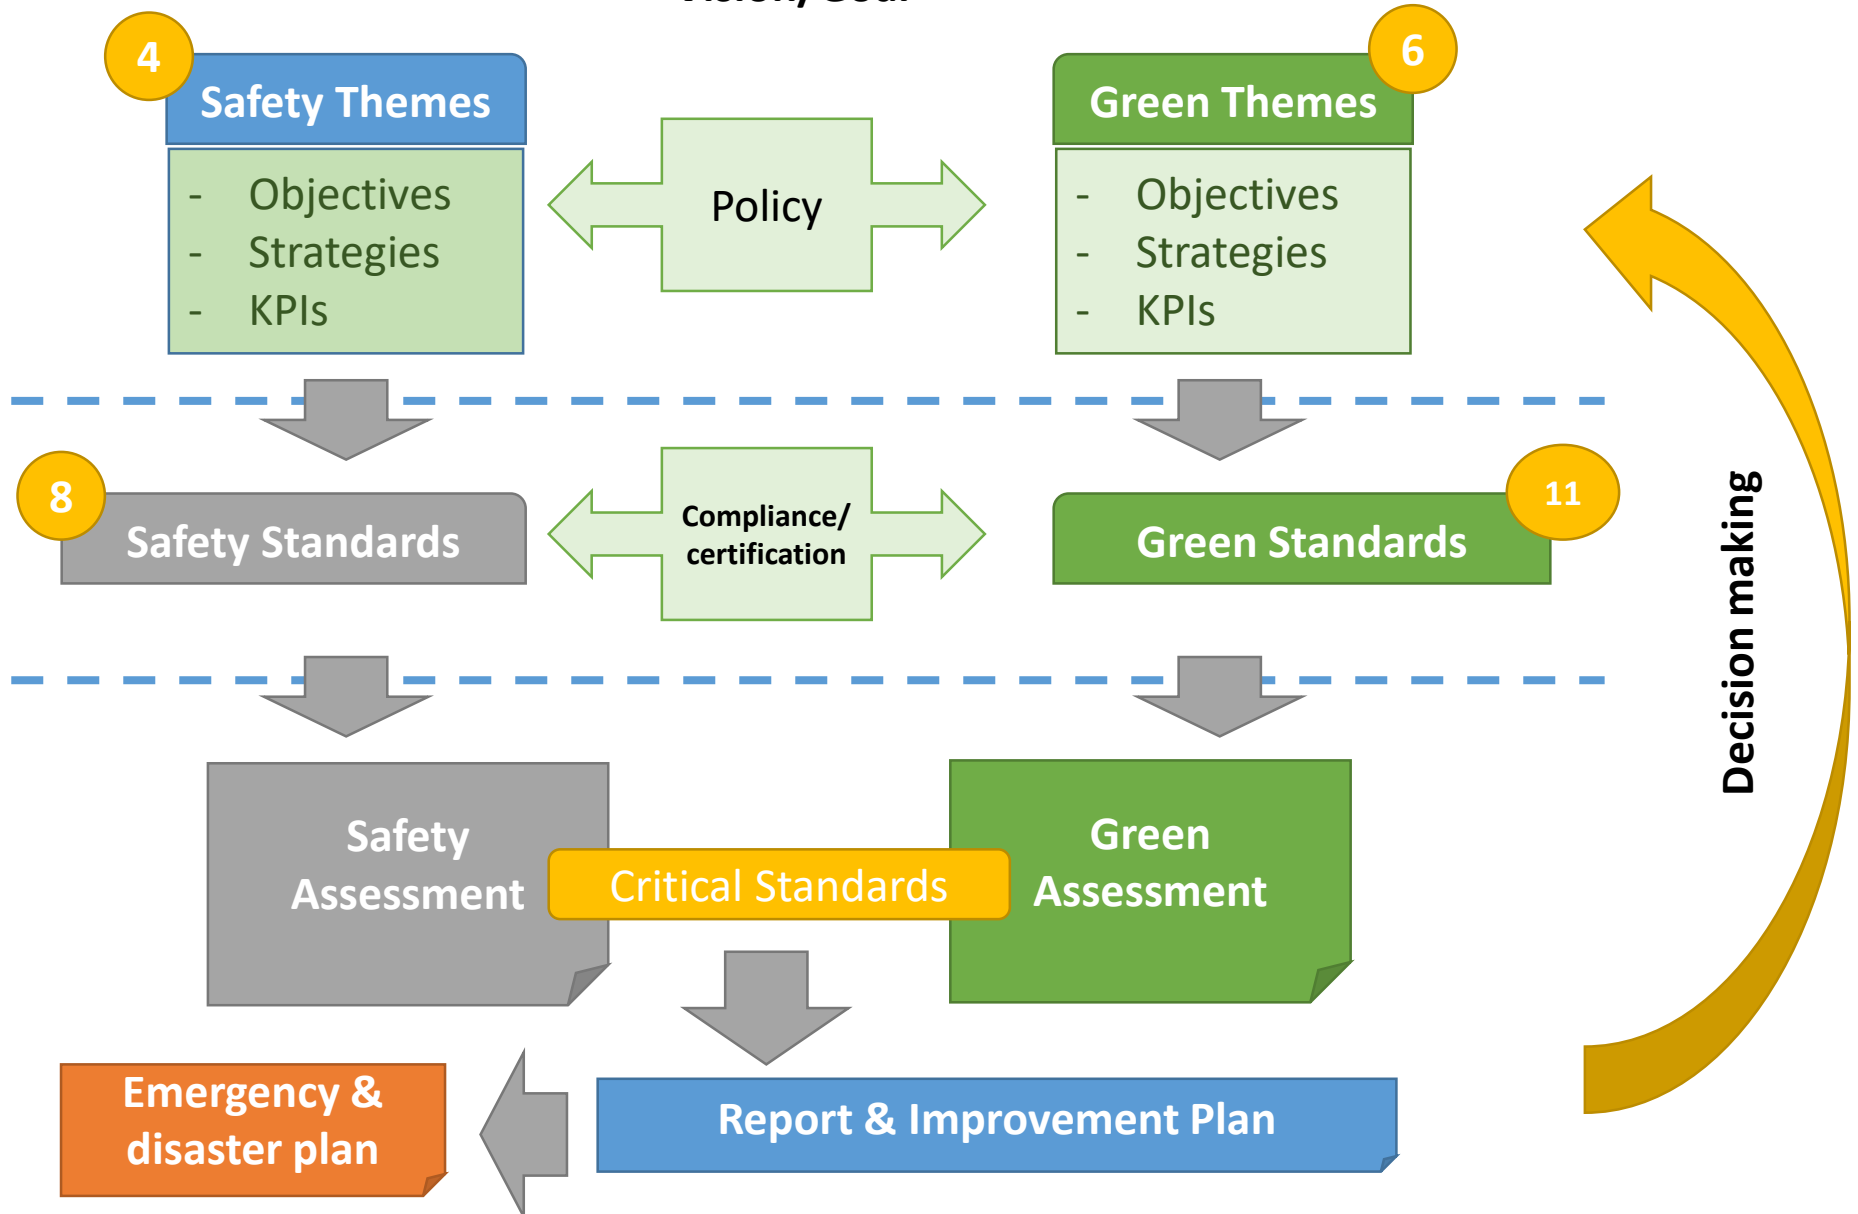 4
Safety Themes
- Objectives
- Strategies
- KPIs
Policy
6
Green Themes
- Objectives
- Strategies
- KPIs
8
Safety Standards
Compliance/
certification
11
Green Standards
Decision making
Safety
Assessment
Critical Standards
Green
Assessment
Emergency &
disaster plan
Report & Improvement Plan